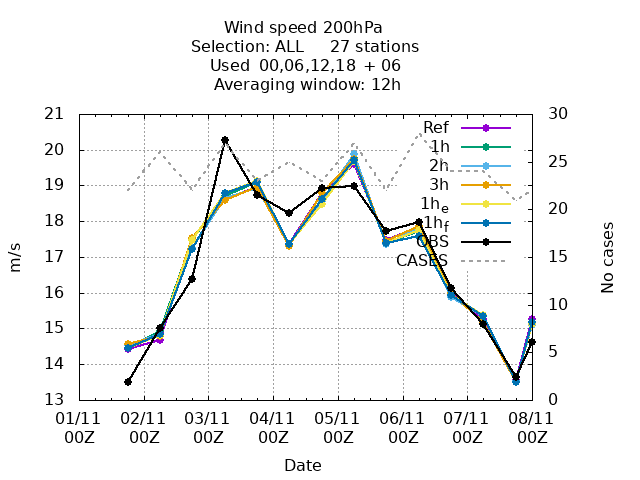 Wind speed 200hPa
Selection: ALL 27 stations
Used 00,06,12,18 + 06
Averaging window: 12h
21
20
19
18
17
16
15
14
13
m/s
30
25
20
15
10
5
0
No cases
Ref
1h
2h
3h
1he
1hf
OBS
CASES
01/11 02/11 03/11 04/11 05/11 06/11 07/11 08/11
00Z 00Z 00Z 00Z 00Z 00Z 00Z 00Z
Date